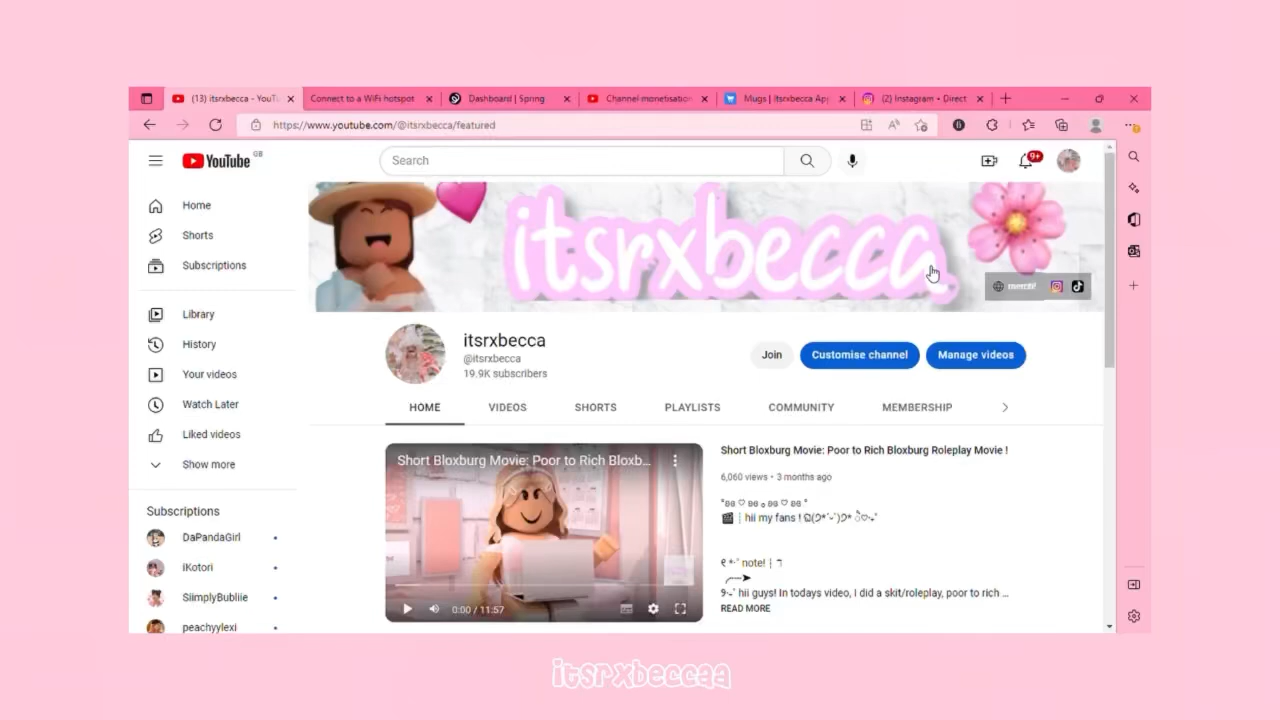 (13) itsrxbecca - YouTu
Connect to a WiFi hotspot
Dashboard | Spring
Channel monetisation
Mugs | Itsrxbecca App
(2) Instagram • Direct
https://www.youtube.com/@itsrxbecca/featured
YouTube GB
Search
9+
Home
Shorts
Subscriptions
Library
History
Your videos
Watch Later
Liked videos
Show more
Subscriptions
DaPandaGirl
iKotori
SiimplyBubliie
peachyylexi
itsrxbecca
merch!
itsrxbecca
@itsrxbecca
19.9K subscribers
Join
Customise channel
Manage videos
HOME
VIDEOS
SHORTS
PLAYLISTS
COMMUNITY
MEMBERSHIP
Short Bloxburg Movie: Poor to Rich Bloxb...
0:00 / 11:57
Short Bloxburg Movie: Poor to Rich Bloxburg Roleplay Movie !
6,060 views • 3 months ago
hii my fans !
note!
hii guys! In todays video, I did a skit/roleplay, poor to rich ...
READ MORE
itsrxbeccaa